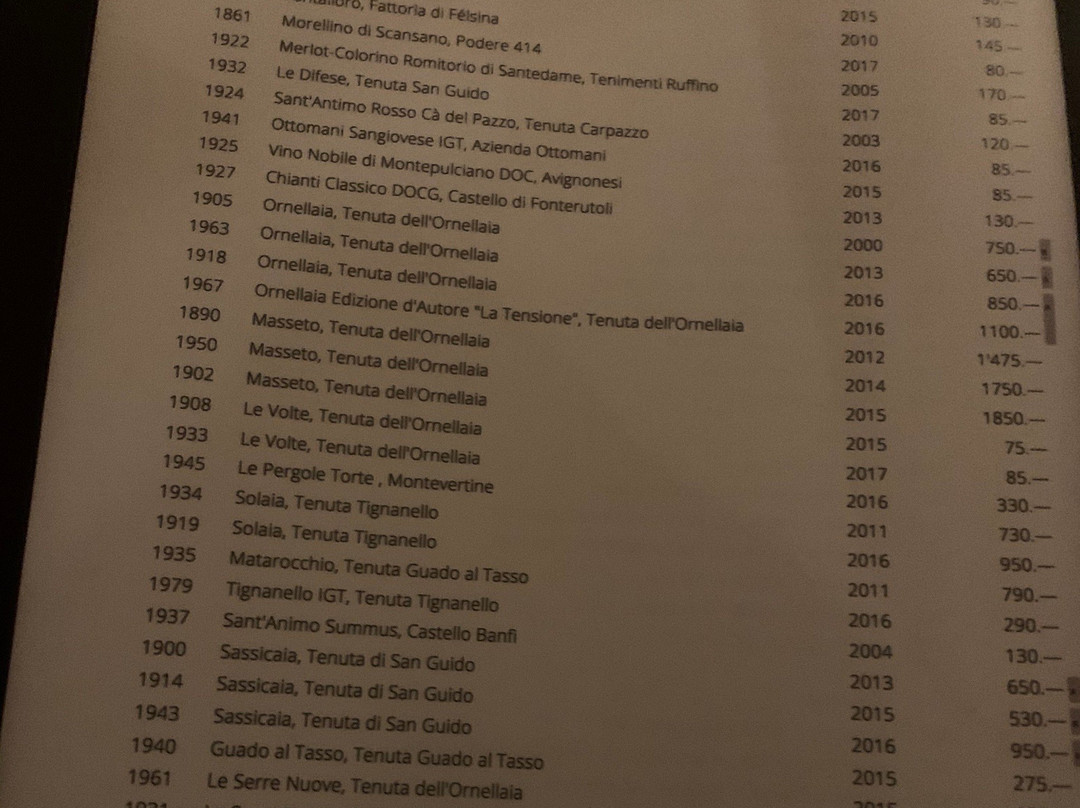 Fattoria di Fèlsina 2010 145.—
1861 Morellino di Scansano, Podere 414 2017 80.—
1922 Merlot-Colorino Romitorio di Santedame, Tenimenti Ruffino 2005 170.—
1932 Le Difese, Tenuta San Guido 2017 85.—
1924 Sant'Antimo Rosso Cà del Pazzo, Tenuta Carpazzo 2003 120.—
1941 Ottomani Sangiovese IGT, Azienda Ottomani 2016 85.—
1925 Vino Nobile di Montepulciano DOC, Avignonesi 2015 85.—
1927 Chianti Classico DOCG, Castello di Fonterutoli 2013 130.—
1905 Ornellaia, Tenuta dell'Ornellaia 2000 750.—
1963 Ornellaia, Tenuta dell'Ornellaia 2013 650.—
1918 Ornellaia, Tenuta dell'Ornellaia 2016 850.—
1967 Ornellaia Edizione d'Autore "La Tensione", Tenuta dell'Ornellaia 2016 1100.—
1890 Masseto, Tenuta dell'Ornellaia 2012 1'475.—
1950 Masseto, Tenuta dell'Ornellaia 2014 1750.—
1902 Masseto, Tenuta dell'Ornellaia 2015 1850.—
1908 Le Volte, Tenuta dell'Ornellaia 2015 75.—
1933 Le Volte, Tenuta dell'Ornellaia 2017 85.—
1945 Le Pergole Torte , Montevertine 2016 330.—
1934 Solaia, Tenuta Tignanello 2011 730.—
1919 Solaia, Tenuta Tignanello 2016 950.—
1935 Matarocchio, Tenuta Guado al Tasso 2011 790.—
1979 Tignanello IGT, Tenuta Tignanello 2016 290.—
1937 Sant'Animo Summus, Castello Banfi 2004 130.—
1900 Sassicaia, Tenuta di San Guido 2013 650.—
1914 Sassicaia, Tenuta di San Guido 2015 530.—
1943 Sassicaia, Tenuta di San Guido 2016 950.—
1940 Guado al Tasso, Tenuta Guado al Tasso 2015 275.—
1961 Le Serre Nuove, Tenuta dell'Ornellaia